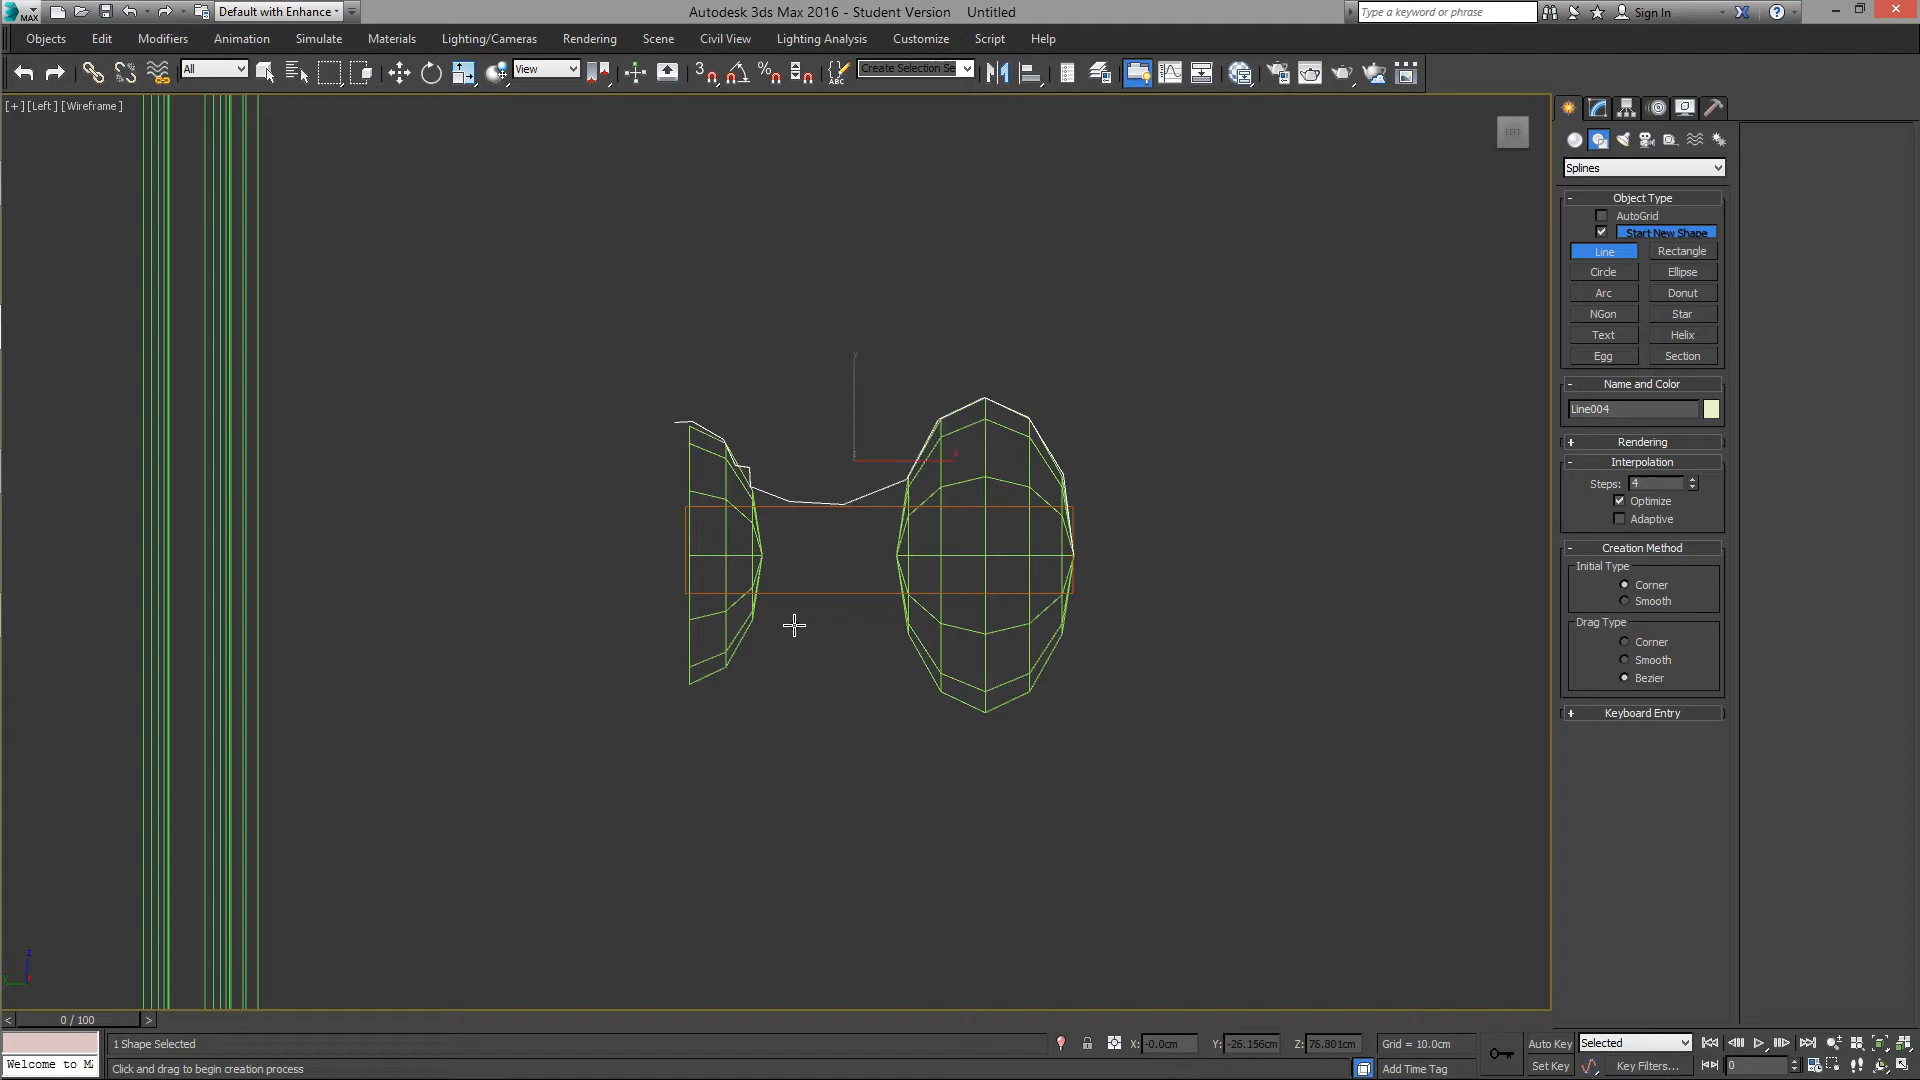 MAX
Default with Enhance
Autodesk 3ds Max 2016 - Student Version Untitled
Type a keyword or phrase
Sign In
Objects Edit Modifiers Animation Simulate Materials Lighting/Cameras Rendering Scene Civil View Lighting Analysis Customize Script Help
All
View
3
ABC
Create Selection Se
[+] [Left] [Wireframe]
LEFT
Splines
- Object Type
AutoGrid
Start New Shape
Line Rectangle
Circle Ellipse
Arc Donut
NGon Star
Text Helix
Egg Section
- Name and Color
Line004
+ Rendering
- Interpolation
Steps: 4
Optimize
Adaptive
- Creation Method
Initial Type
Corner
Smooth
Drag Type
Corner
Smooth
Bezier
+ Keyboard Entry
y
x
z
< 0 / 100 >
1 Shape Selected
X: -0.0cm Y: -26.156cm Z: 76.801cm Grid = 10.0cm
Auto Key Selected
Welcome to M
Click and drag to begin creation process
Add Time Tag
Set Key Key Filters... 0